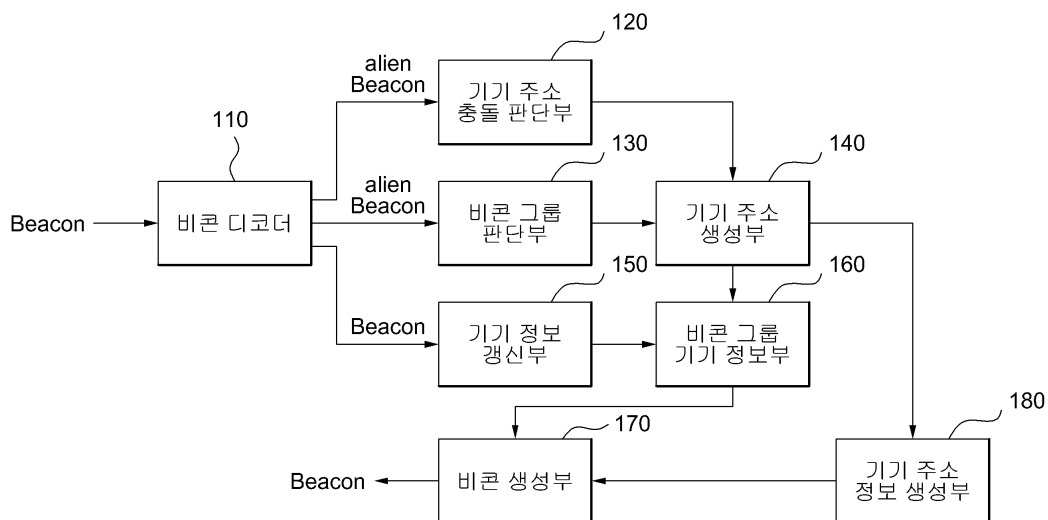 120
alien
Beacon
기기 주소
충돌 판단부
110
130
140
alien
Beacon
Beacon
비콘 디코더
비콘 그룹
판단부
기기 주소
생성부
150
160
Beacon
기기 정보
갱신부
비콘 그룹
기기 정보부
170
180
Beacon
비콘 생성부
기기 주소
정보 생성부